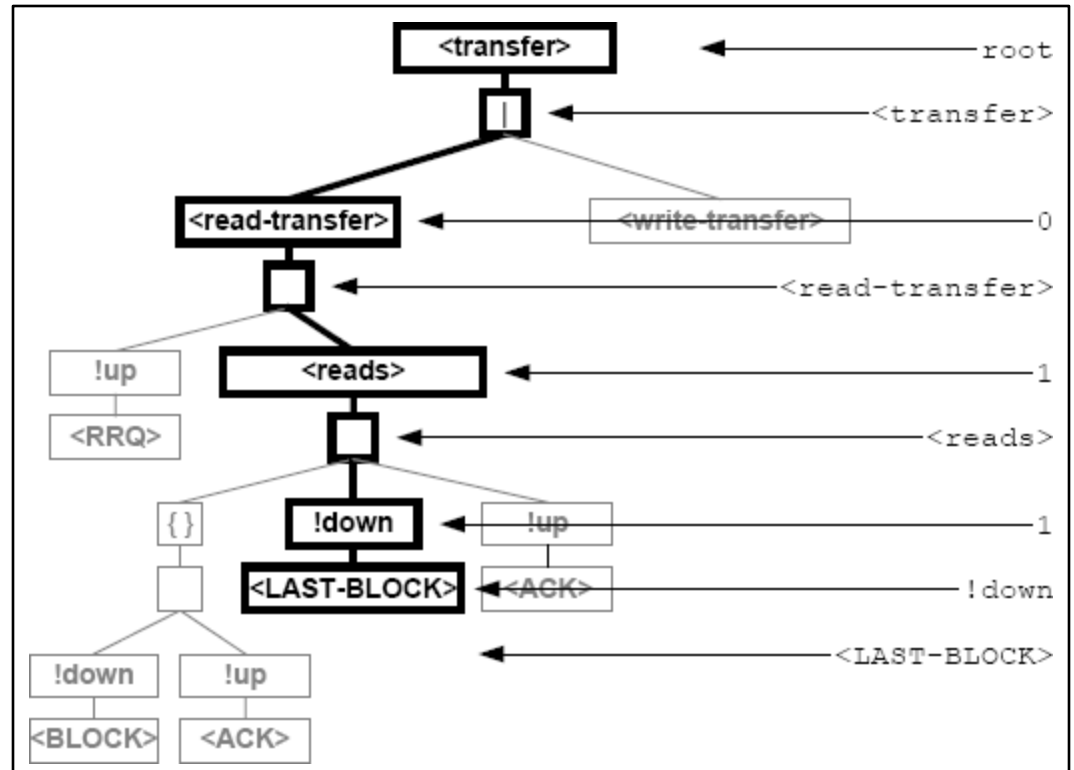 <transfer> root
| <transfer>
<read-transfer> <write-transfer> 0
<read-transfer>
!up <reads> 1
<RRQ> <reads>
{ } !down !up 1
<LAST-BLOCK> <ACK> !down
<LAST-BLOCK>
!down !up
<BLOCK> <ACK>